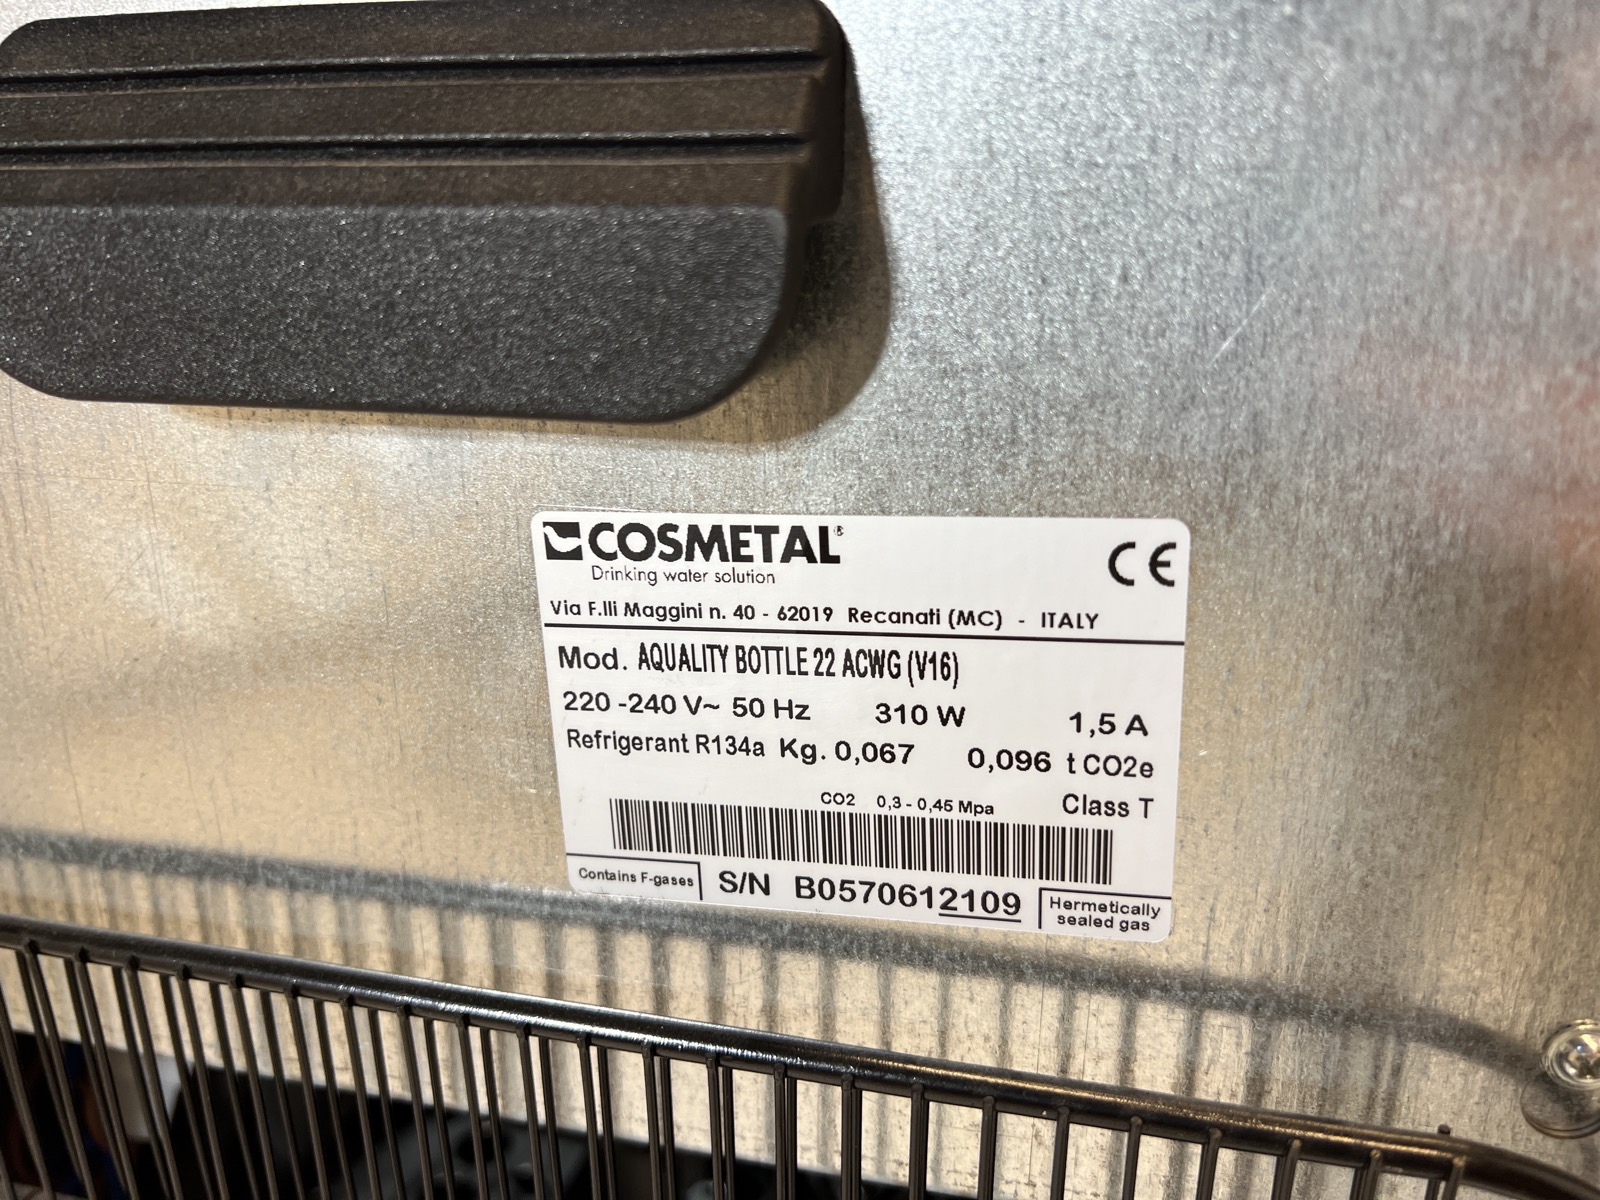 COSMETAL®
Drinking water solution
CE
Via F.lli Maggini n. 40 - 62019 Recanati (MC) - ITALY
Mod. AQUALITY BOTTLE 22 ACWG (V16)
220 -240 V~ 50 Hz 310 W 1,5 A
Refrigerant R134a Kg. 0,067 0,096 t CO2e
CO2 0,3 - 0,45 Mpa Class T
Contains F-gases
S/N B0570612109
Hermetically
sealed gas